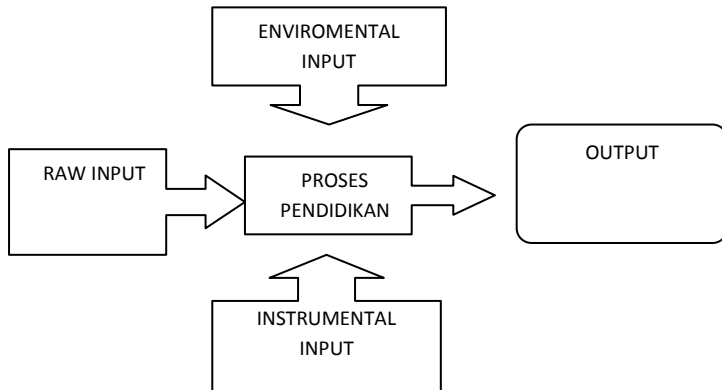 ENVIROMENTAL
INPUT
RAW INPUT
PROSES
PENDIDIKAN
OUTPUT
INSTRUMENTAL
INPUT